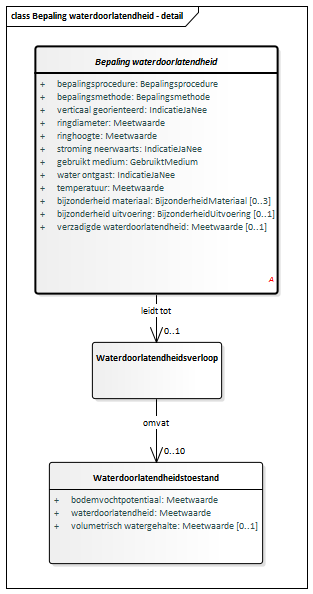 class Bepaling waterdoorlatendheid - detail
Bepaling waterdoorlatendheid
+ bepalingsprocedure: Bepalingsprocedure
+ bepalingsmethode: Bepalingsmethode
+ verticaal georienteerd: IndicatieJaNee
+ ringdiameter: Meetwaarde
+ ringhoogte: Meetwaarde
+ stroming neerwaarts: IndicatieJaNee
+ gebruikt medium: GebruiktMedium
+ water ontgast: IndicatieJaNee
+ temperatuur: Meetwaarde
+ bijzonderheid materiaal: BijzonderheidMateriaal [0..3]
+ bijzonderheid uitvoering: BijzonderheidUitvoering [0..1]
+ verzadigde waterdoorlatendheid: Meetwaarde [0..1]
A
leidt tot
0..1
Waterdoorlatendheidsverloop
omvat
0..10
Waterdoorlatendheidstoestand
+ bodemvochtpotentiaal: Meetwaarde
+ waterdoorlatendheid: Meetwaarde
+ volumetrisch watergehalte: Meetwaarde [0..1]